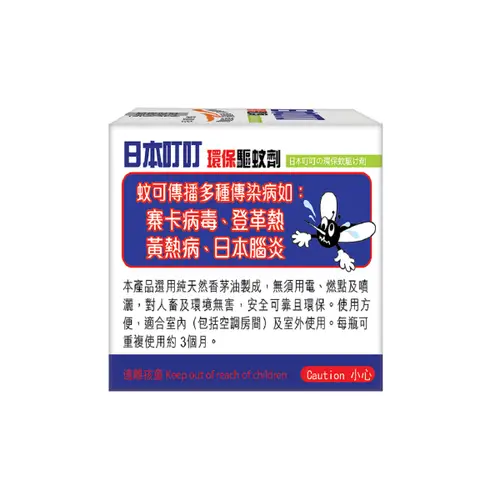 日本叮叮 環保驅蚊劑
日本叮叮の環保蚊駆け剤
蚊可傳播多種傳染病如：
寨卡病毒、登革熱
黃熱病、日本腦炎
本產品選用純天然香茅油製成，無須用電、燃點及噴
灑，對人畜及環境無害，安全可靠且環保。使用方
便，適合室內（包括空調房間）及室外使用。每瓶可
重複使用約 3個月。
Keep out of reach of children
Caution 小心